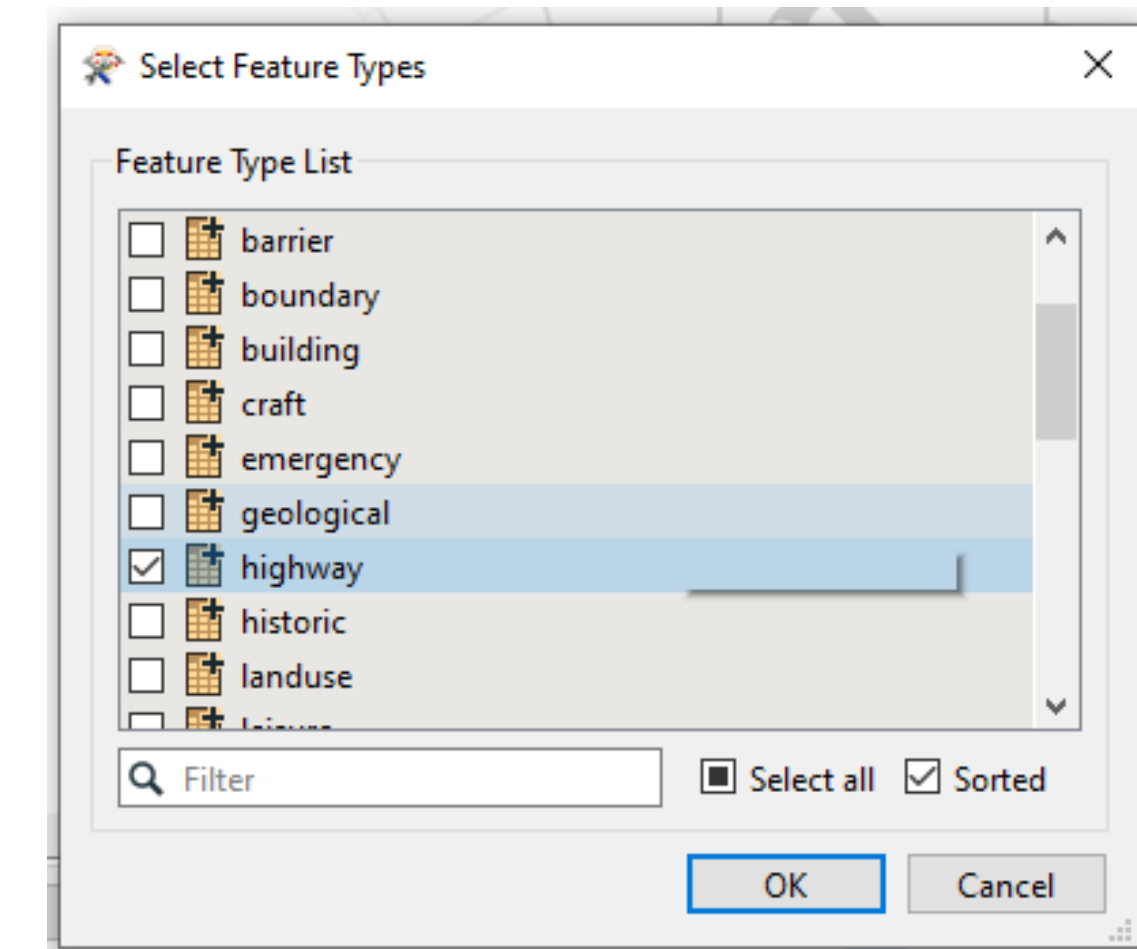 Select Feature Types
Feature Type List
barrier
boundary
building
craft
emergency
geological
highway
historic
landuse
leisure
Filter
Select all
Sorted
OK
Cancel